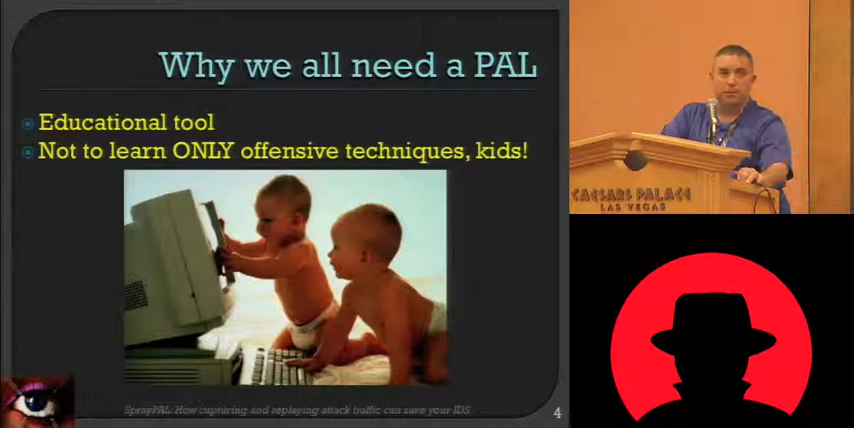 Why we all need a PAL
Educational tool
Not to learn ONLY offensive techniques, kids!
SprayPAL: How capturing and replaying attack traffic can save your IDS
4
CAESARS PALACE
LAS VEGAS